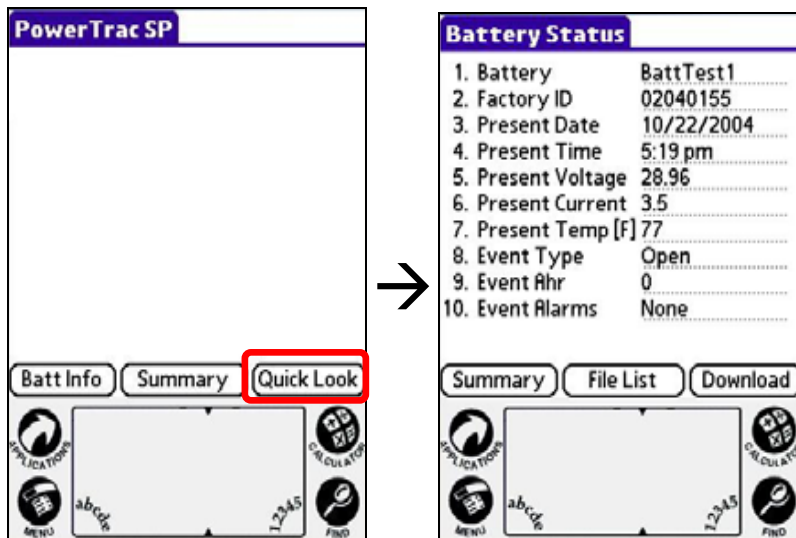 PowerTrac SP
Batt Info Summary Quick Look
APPLICATIONS CALCULATOR
MENU abcde 12345 FIND
→
Battery Status
1. Battery BattTest1
2. Factory ID 02040155
3. Present Date 10/22/2004
4. Present Time 5:19 pm
5. Present Voltage 28.96
6. Present Current 3.5
7. Present Temp [F] 77
8. Event Type Open
9. Event Ahr 0
10. Event Alarms None
Summary File List Download
APPLICATIONS CALCULATO
MENU abcde 12345 FIND